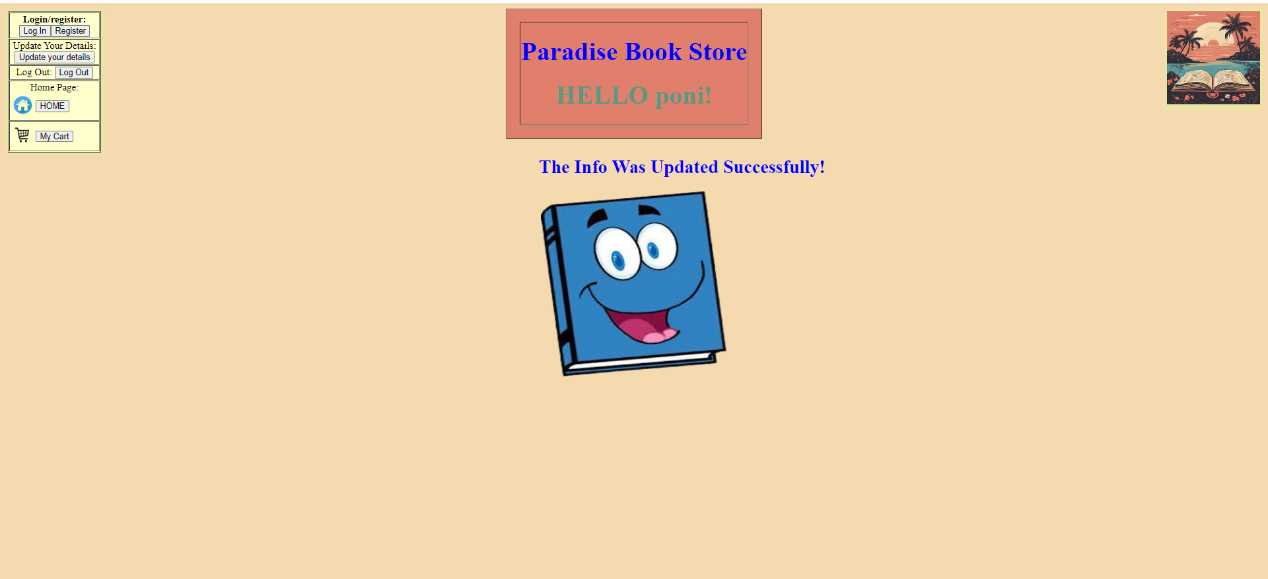 Login/register:
Log In Register
Update Your Details:
Update your details
Log Out: Log Out
Home Page:
HOME
My Cart
Paradise Book Store
HELLO poni!
The Info Was Updated Successfully!